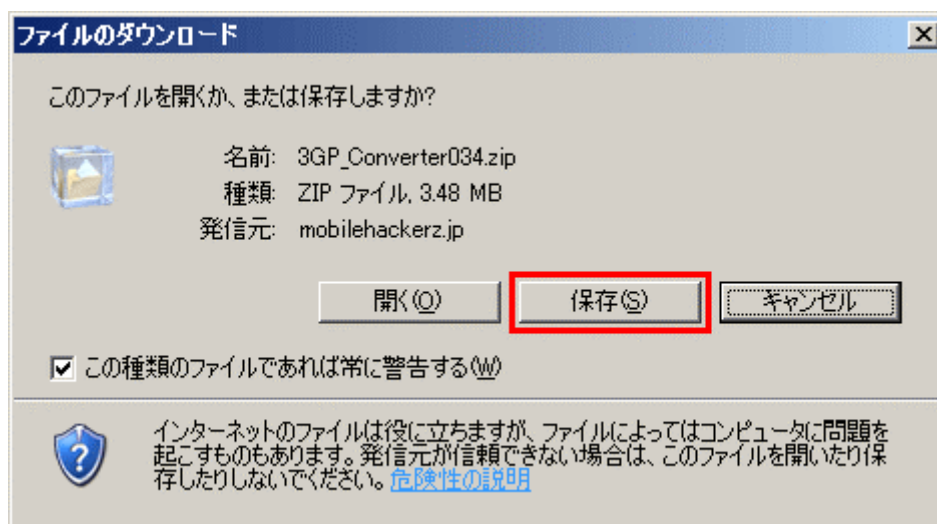 ファイルのダウンロード
このファイルを開くか、または保存しますか?
名前: 3GP_Converter034.zip
種類: ZIP ファイル, 3.48 MB
発信元: mobilehackerz.jp
開く(O) 保存(S) キャンセル
この種類のファイルであれば常に警告する(W)
インターネットのファイルは役に立ちますが、ファイルによってはコンピュータに問題を
起こすものもあります。発信元が信頼できない場合は、このファイルを開いたり保
存したりしないでください。危険性の説明